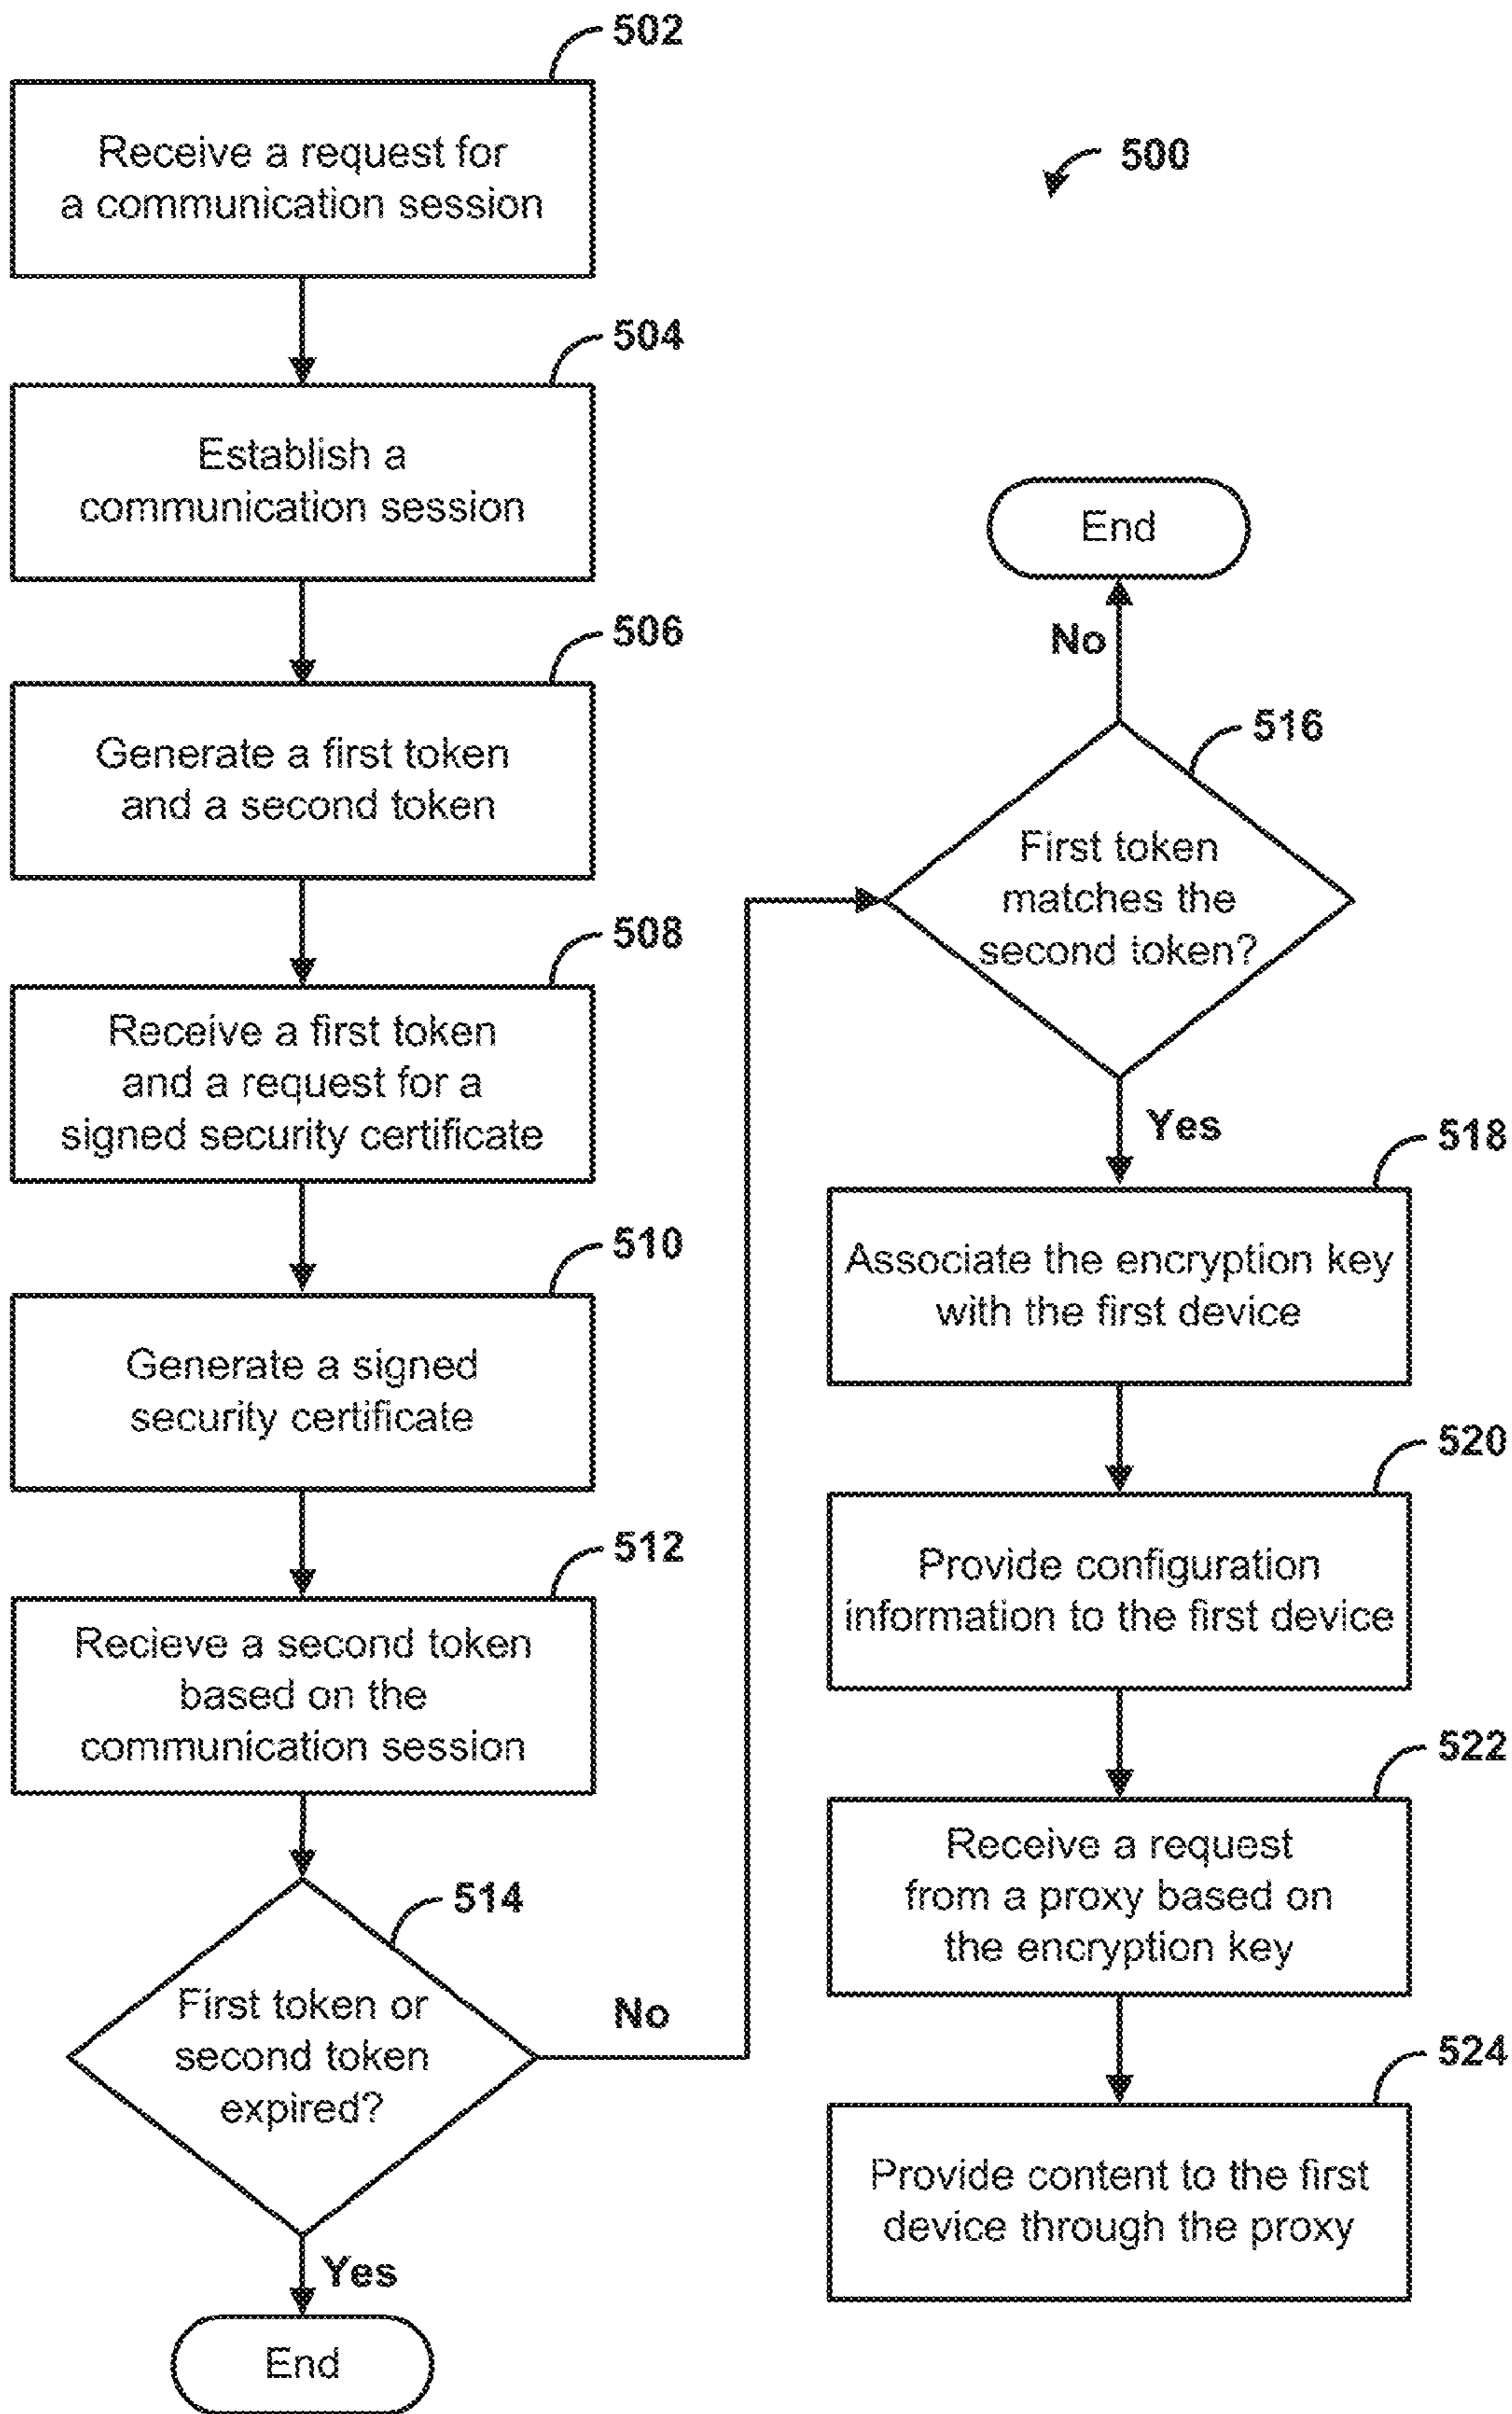 502
Receive a request for
a communication session
500
504
Establish a
communication session
506
Generate a first token
and a second token
508
Receive a first token
and a request for a
signed security certificate
510
Generate a signed
security certificate
512
Recieve a second token
based on the
communication session
514
First token or
second token
expired?
No
Yes
End
End
No
516
First token
matches the
second token?
Yes
518
Associate the encryption key
with the first device
520
Provide configuration
information to the first device
522
Receive a request
from a proxy based on
the encryption key
524
Provide content to the first
device through the proxy